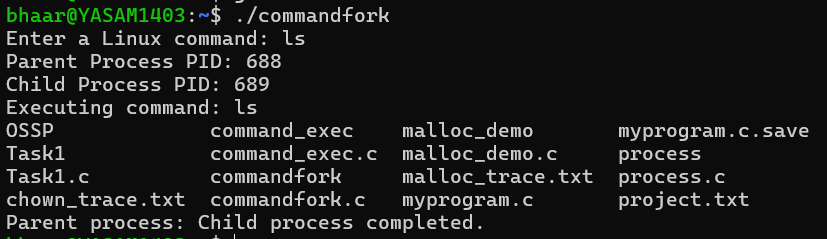 bhaar@YASAM1403:~$ ./commandfork
Enter a Linux command: ls
Parent Process PID: 688
Child Process PID: 689
Executing command: ls
OSSP command_exec malloc_demo myprogram.c.save
Task1 command_exec.c malloc_demo.c process
Task1.c commandfork malloc_trace.txt process.c
chown_trace.txt commandfork.c myprogram.c project.txt
Parent process: Child process completed.
bhaar@YASAM1403:~$